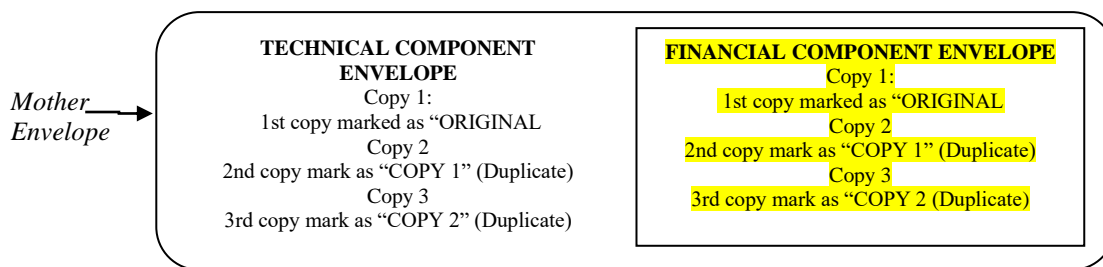 Mother
Envelope
TECHNICAL COMPONENT
ENVELOPE
Copy 1:
1st copy marked as “ORIGINAL
Copy 2
2nd copy mark as “COPY 1” (Duplicate)
Copy 3
3rd copy mark as “COPY 2” (Duplicate)
FINANCIAL COMPONENT ENVELOPE
Copy 1:
1st copy marked as “ORIGINAL
Copy 2
2nd copy mark as “COPY 1” (Duplicate)
Copy 3
3rd copy mark as “COPY 2 (Duplicate)